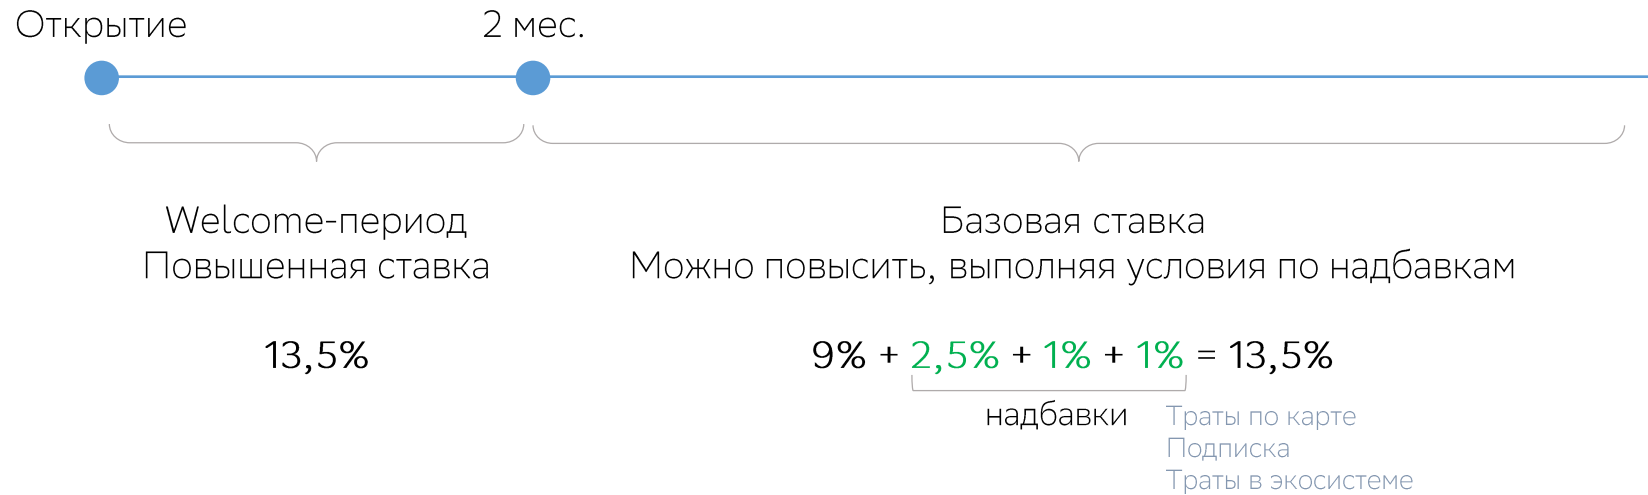 Открытие
2 мес.
Welcome-период
Повышенная ставка
13,5%
Базовая ставка
Можно повысить, выполняя условия по надбавкам
9% + 2,5% + 1% + 1% = 13,5%
надбавки
Траты по карте
Подписка
Траты в экосистеме